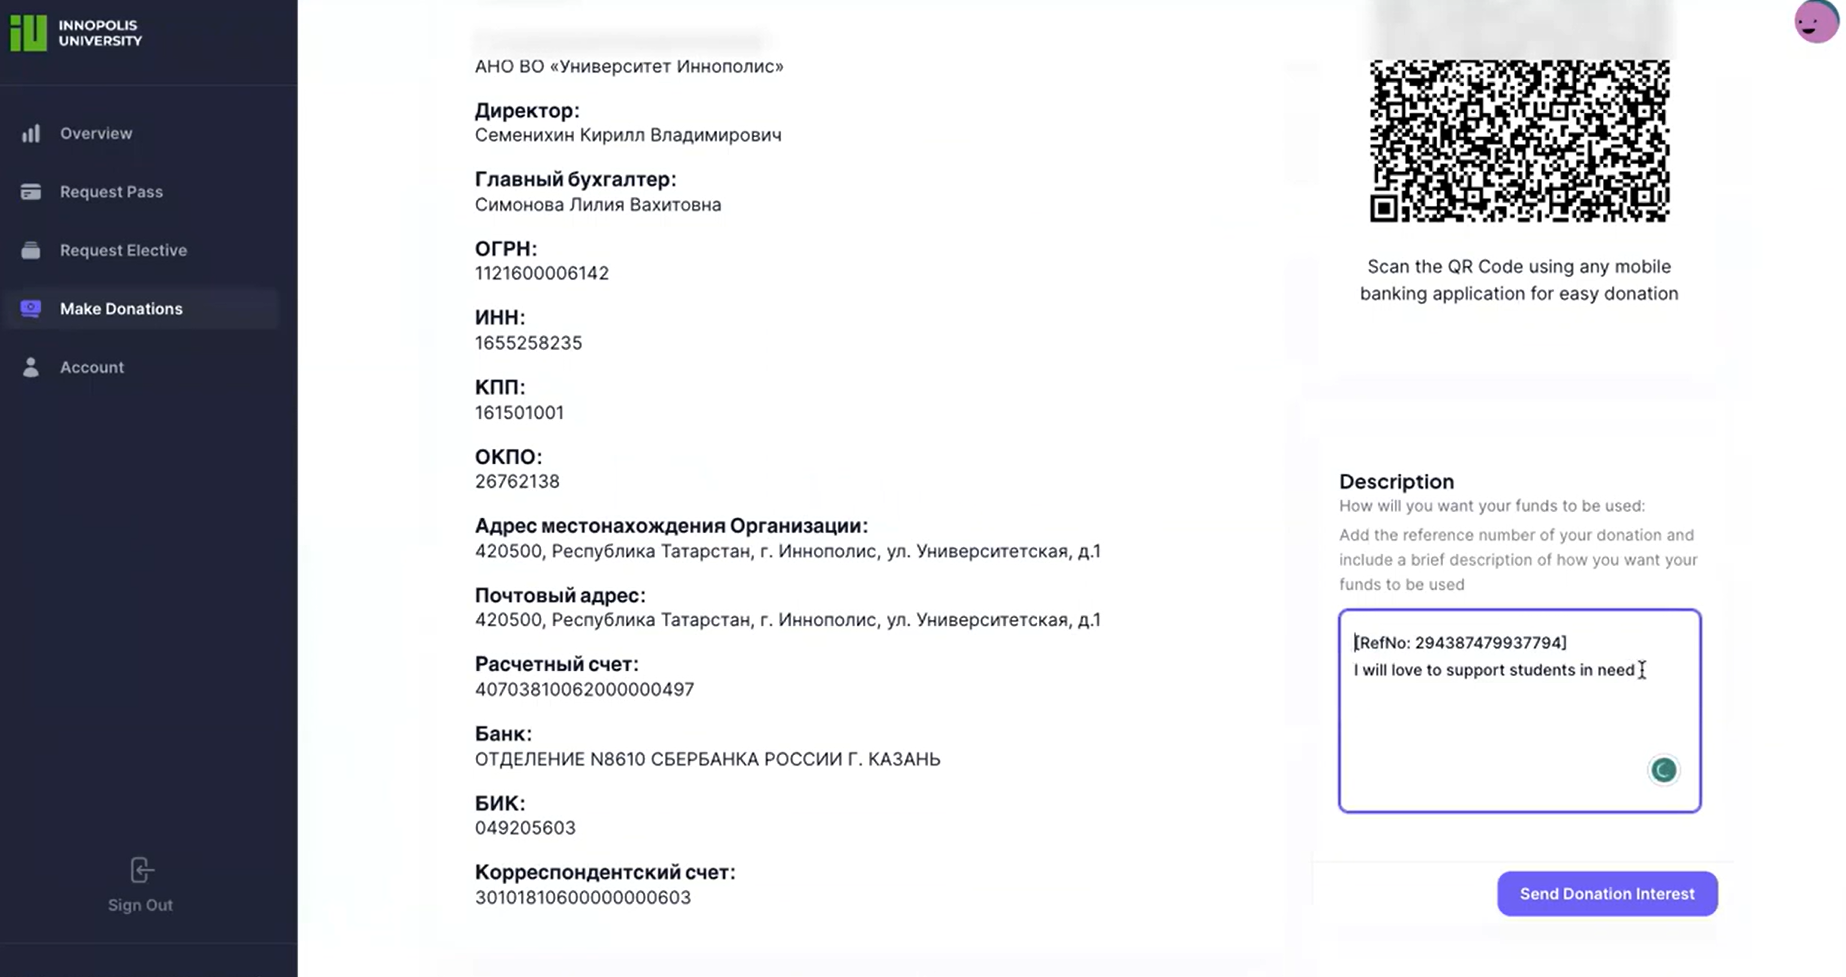 INNOPOLIS
UNIVERSITY
Overview
Request Pass
Request Elective
Make Donations
Account
Sign Out
АНО ВО «Университет Иннополис»
Директор:
Семенихин Кирилл Владимирович
Главный бухгалтер:
Симонова Лилия Вахитовна
ОГРН:
1121600006142
ИНН:
1655258235
КПП:
161501001
ОКПО:
26762138
Адрес местонахождения Организации:
420500, Республика Татарстан, г. Иннополис, ул. Университетская, д.1
Почтовый адрес:
420500, Республика Татарстан, г. Иннополис, ул. Университетская, д.1
Расчетный счет:
40703810062000000497
Банк:
ОТДЕЛЕНИЕ N8610 СБЕРБАНКА РОССИИ Г. КАЗАНЬ
БИК:
049205603
Корреспондентский счет:
30101810600000000603
Scan the QR Code using any mobile
banking application for easy donation
Description
How will you want your funds to be used:
Add the reference number of your donation and
include a brief description of how you want your
funds to be used
[RefNo: 294387479937794]
I will love to support students in need
Send Donation Interest